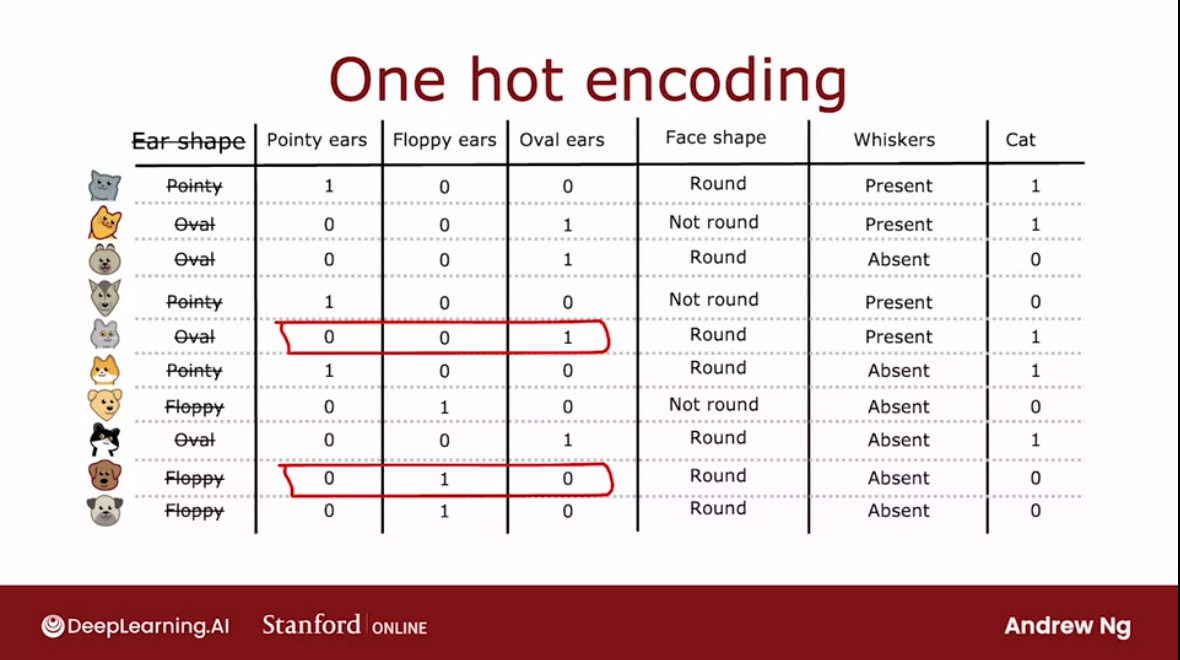 One hot encoding
Ear shape Pointy ears Floppy ears Oval ears Face shape Whiskers Cat
Pointy 1 0 0 Round Present 1
Oval 0 0 1 Not round Present 1
Oval 0 0 1 Round Absent 0
Pointy 1 0 0 Not round Present 0
Oval 0 0 1 Round Present 1
Pointy 1 0 0 Round Absent 1
Floppy 0 1 0 Not round Absent 0
Oval 0 0 1 Round Absent 1
Floppy 0 1 0 Round Absent 0
Floppy 0 1 0 Round Absent 0
DeepLearning.AI Stanford ONLINE Andrew Ng